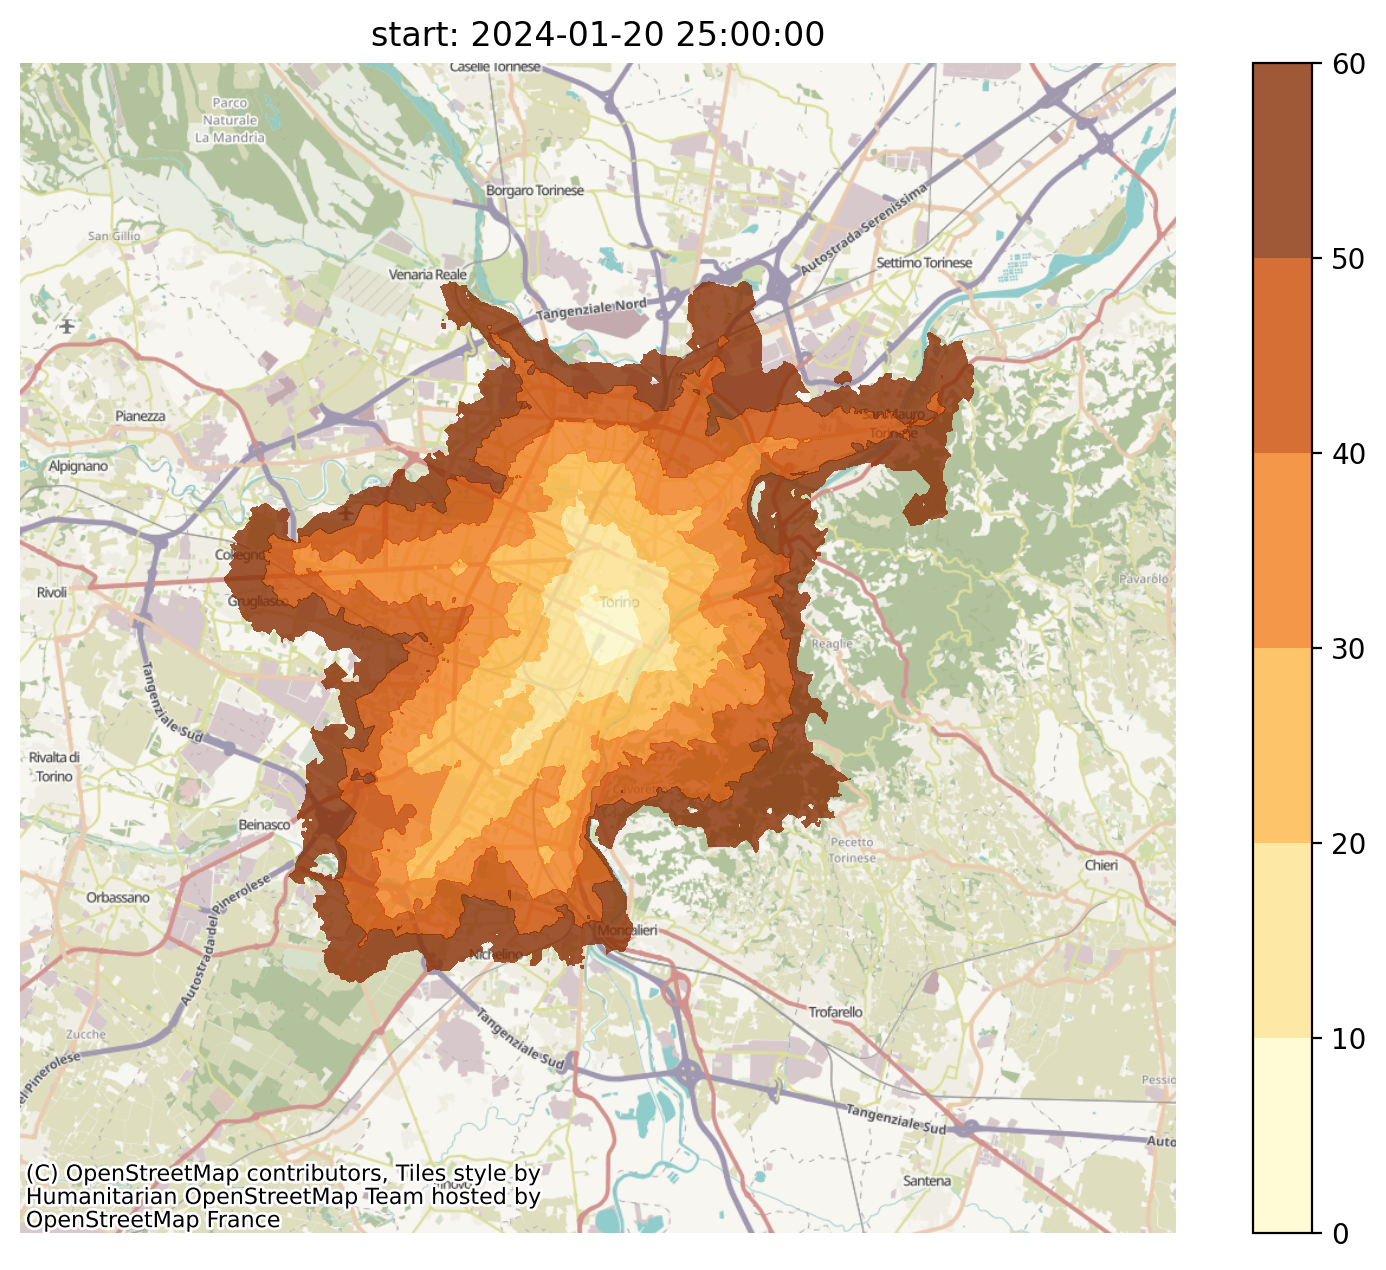 start: 2024-01-20 25:00:00
60
50
40
30
20
10
0
Caselle Torinese
Parco
Naturale
La Mandria
Borgaro Torinese
Autostrada Serenissima
San Gillio
Venaria Reale
Settimo Torinese
Tangenziale Nord
Pianezza
San Mauro
Torinese
Alpignano
Collegno
Rivoli
Grugliasco
Torino
Pavarolo
Reaglie
Tangenziale Sud
Rivalta di
Torino
Cavoretto
Beinasco
Pecetto
Torinese
Chieri
Orbassano
Autostrada del Pinerolese
Moncalieri
Nichelino
Trofarello
Zucche
Tangenziale Sud
del Pinerolese
Pessio
Tangenziale Sud
Auto
Santena
(C) OpenStreetMap contributors, Tiles style by
Humanitarian OpenStreetMap Team hosted by
OpenStreetMap France